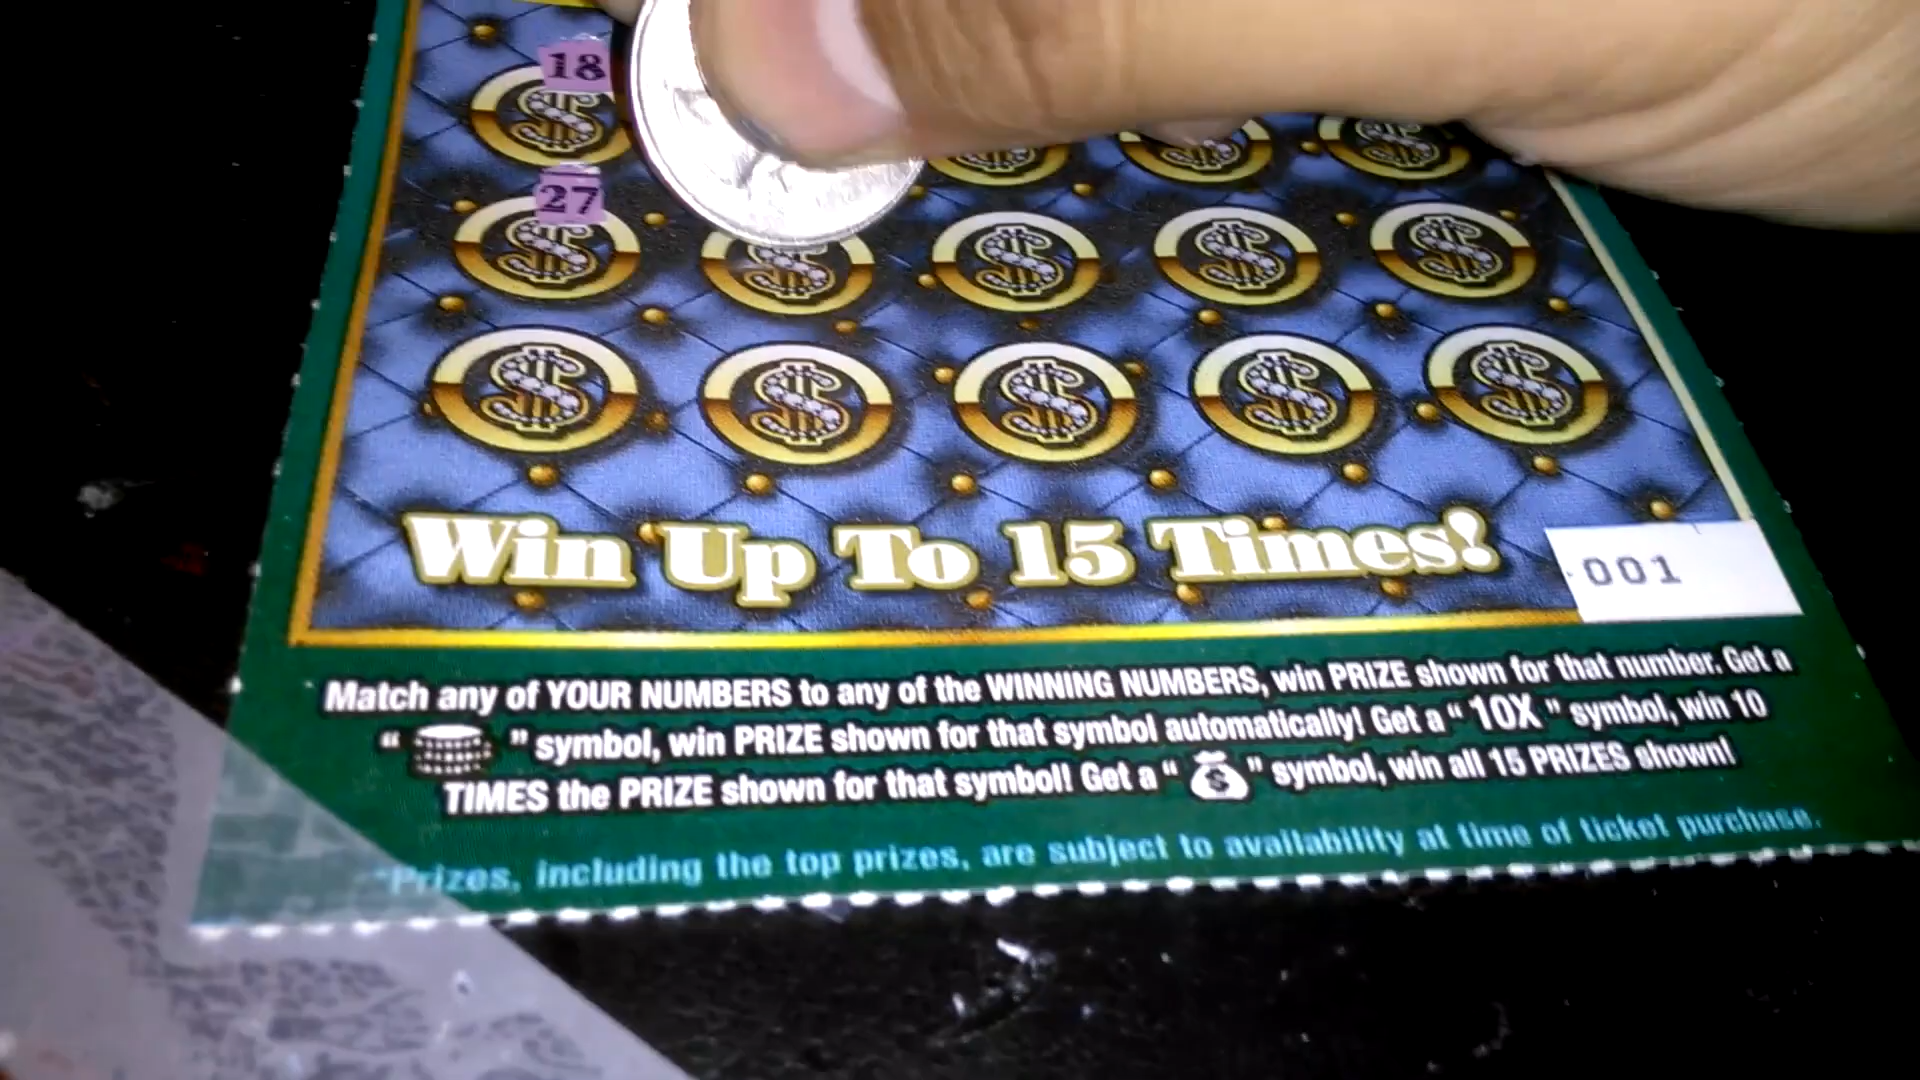 18
27
Win Up To 15 Times!
001
Match any of YOUR NUMBERS to any of the WINNING NUMBERS, win PRIZE shown for that number. Get a
" " symbol, win PRIZE shown for that symbol automatically! Get a " 10X " symbol, win 10
TIMES the PRIZE shown for that symbol! Get a " $ " symbol, win all 15 PRIZES shown!
*Prizes, including the top prizes, are subject to availability at time of ticket purchase.